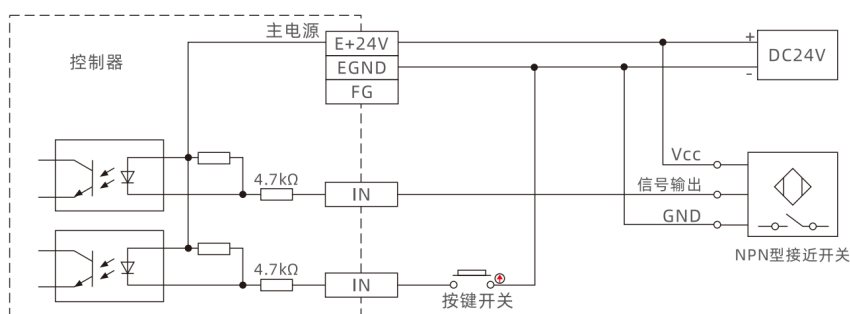 主电源
E+24V
+
DC24V
控制器
EGND
-
FG
Vcc
4.7kΩ
IN
信号输出
GND
NPN型接近开关
4.7kΩ
IN
按键开关